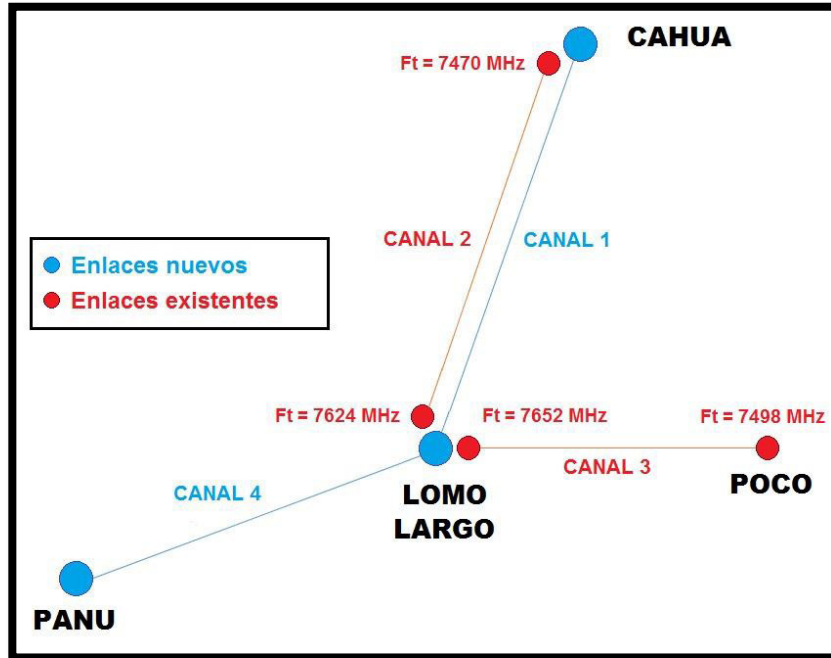 CAHUA
Ft = 7470 MHz
CANAL 2
CANAL 1
Enlaces nuevos
Enlaces existentes
Ft = 7624 MHz
Ft = 7652 MHz
Ft = 7498 MHz
CANAL 3
CANAL 4
LOMO
LARGO
POCO
PANU